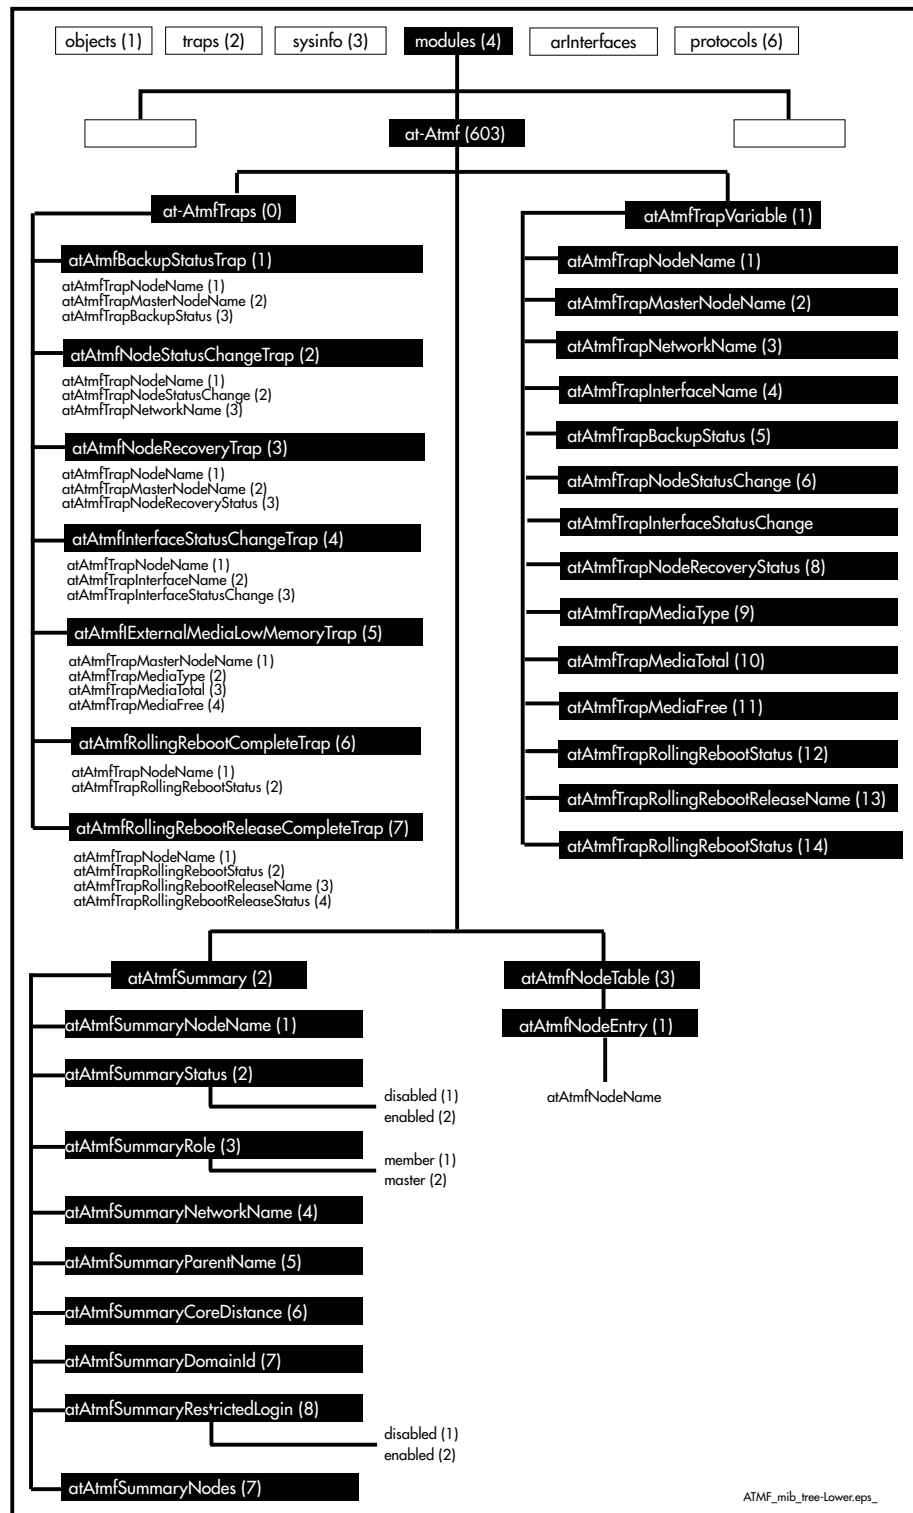 objects (1)
traps (2)
sysinfo (3)
modules (4)
arInterfaces
protocols (6)
at-Atmf (603)
at-AtmfTraps (0)
atAtmfBackupStatusTrap (1)
atAtmfTrapNodeName (1)
atAtmfTrapMasterNodeName (2)
atAtmfTrapBackupStatus (3)
atAtmfNodeStatusChangeTrap (2)
atAtmfTrapNodeName (1)
atAtmfTrapNodeStatusChange (2)
atAtmfTrapNetworkName (3)
atAtmfNodeRecoveryTrap (3)
atAtmfTrapNodeName (1)
atAtmfTrapMasterNodeName (2)
atAtmfTrapNodeRecoveryStatus (3)
atAtmfInterfaceStatusChangeTrap (4)
atAtmfTrapNodeName (1)
atAtmfTrapInterfaceName (2)
atAtmfTrapInterfaceStatusChange (3)
atAtmflExternalMediaLowMemoryTrap (5)
atAtmfTrapMasterNodeName (1)
atAtmfTrapMediaType (2)
atAtmfTrapMediaTotal (3)
atAtmfTrapMediaFree (4)
atAtmfRollingRebootCompleteTrap (6)
atAtmfTrapNodeName (1)
atAtmfTrapRollingRebootStatus (2)
atAtmfRollingRebootReleaseCompleteTrap (7)
atAtmfTrapNodeName (1)
atAtmfTrapRollingRebootStatus (2)
atAtmfTrapRollingRebootReleaseName (3)
atAtmfTrapRollingRebootReleaseStatus (4)
atAtmfTrapVariable (1)
atAtmfTrapNodeName (1)
atAtmfTrapMasterNodeName (2)
atAtmfTrapNetworkName (3)
atAtmfTrapInterfaceName (4)
atAtmfTrapBackupStatus (5)
atAtmfTrapNodeStatusChange (6)
atAtmfTrapInterfaceStatusChange
atAtmfTrapNodeRecoveryStatus (8)
atAtmfTrapMediaType (9)
atAtmfTrapMediaTotal (10)
atAtmfTrapMediaFree (11)
atAtmfTrapRollingRebootStatus (12)
atAtmfTrapRollingRebootReleaseName (13)
atAtmfTrapRollingRebootStatus (14)
atAtmfSummary (2)
atAtmfSummaryNodeName (1)
atAtmfSummaryStatus (2)
disabled (1)
enabled (2)
atAtmfSummaryRole (3)
member (1)
master (2)
atAtmfSummaryNetworkName (4)
atAtmfSummaryParentName (5)
atAtmfSummaryCoreDistance (6)
atAtmfSummaryDomainId (7)
atAtmfSummaryRestrictedLogin (8)
disabled (1)
enabled (2)
atAtmfSummaryNodes (7)
atAtmfNodeTable (3)
atAtmfNodeEntry (1)
atAtmfNodeName
ATMF_mib_tree-Lower.eps_